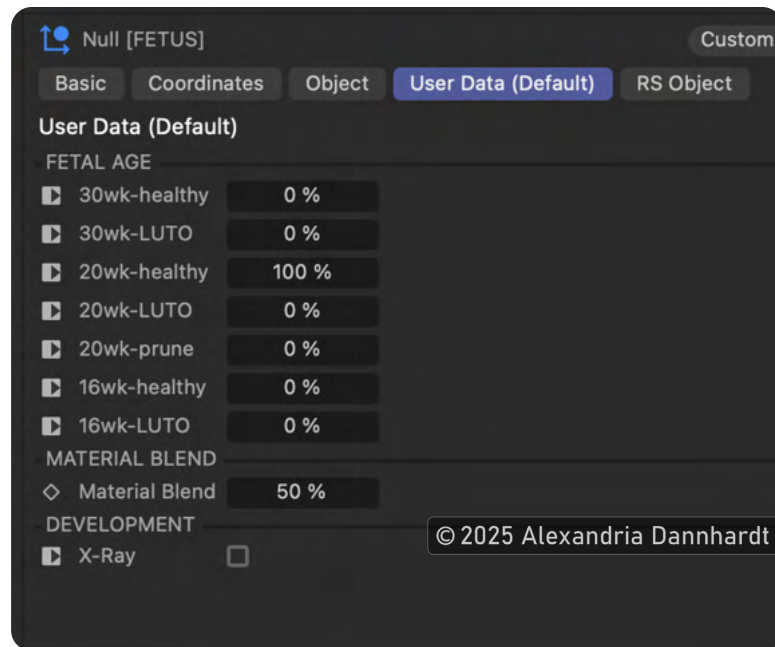 Null [FETUS] Custom
Basic Coordinates Object User Data (Default) RS Object
User Data (Default)
FETAL AGE
30wk-healthy 0 %
30wk-LUTO 0 %
20wk-healthy 100 %
20wk-LUTO 0 %
20wk-prune 0 %
16wk-healthy 0 %
16wk-LUTO 0 %
MATERIAL BLEND
Material Blend 50 %
DEVELOPMENT
© 2025 Alexandria Dannhardt
X-Ray